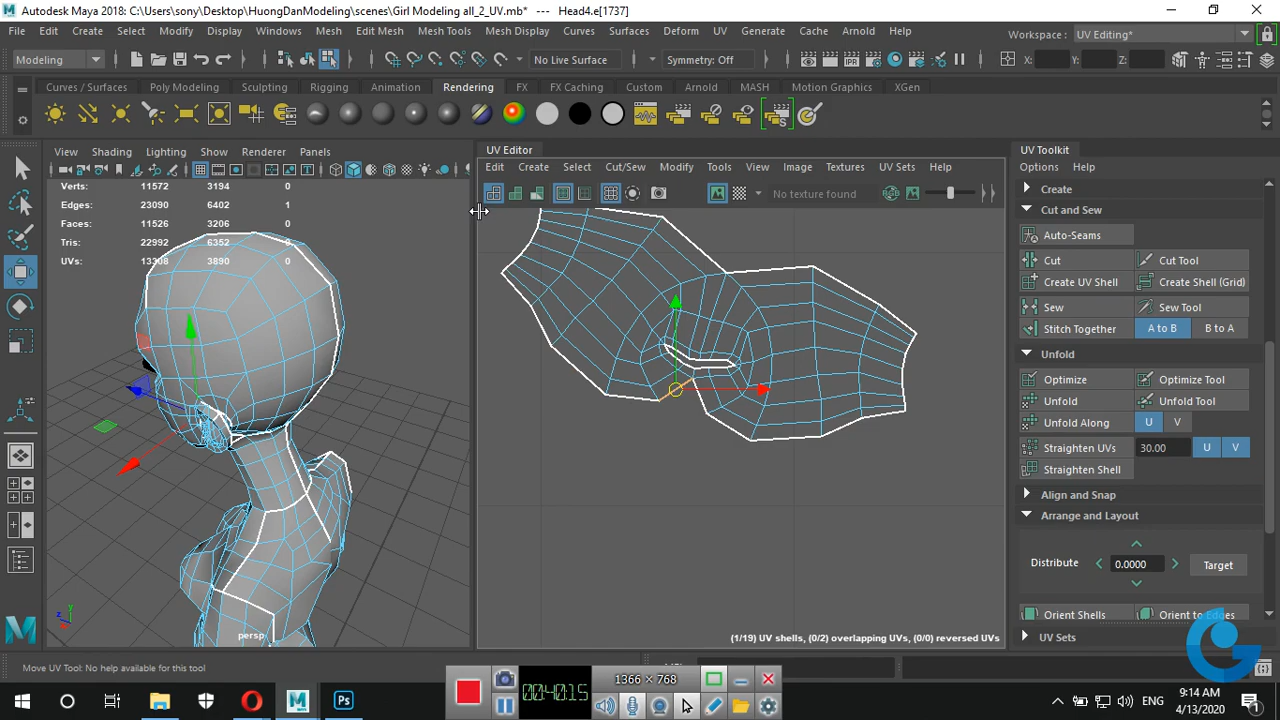 Autodesk Maya 2018: C:\Users\sony\Desktop\HuongDanModeling\scenes\Girl Modeling all_2_UV.mb* --- Head4.e[1737]
File Edit Create Select Modify Display Windows Mesh Edit Mesh Mesh Tools Mesh Display Curves Surfaces Deform UV Generate Cache Arnold Help Workspace : UV Editing*
Modeling No Live Surface Symmetry: Off X: Y: Z:
Curves / Surfaces Poly Modeling Sculpting Rigging Animation Rendering FX FX Caching Custom Arnold MASH Motion Graphics XGen
View Shading Lighting Show Renderer Panels
UV Editor
UV Toolkit
Edit Create Select Cut/Sew Modify Tools View Image Textures UV Sets Help
Options Help
No texture found
Verts: 11572 3194 0
Edges: 23090 6402 1
Faces: 11526 3206 0
Tris: 22992 6352 0
UVs: 13308 3890 0
Create
Cut and Sew
Auto-Seams
Cut Cut Tool
Create UV Shell Create Shell (Grid)
Sew Sew Tool
Stitch Together A to B B to A
Unfold
Optimize Optimize Tool
Unfold Unfold Tool
Unfold Along U V
Straighten UVs 30.00 U V
Straighten Shell
Align and Snap
Arrange and Layout
Distribute 0.0000 Target
Orient Shells Orient to Edges
UV Sets
persp
(1/19) UV shells, (0/2) overlapping UVs, (0/0) reversed UVs
Move UV Tool: No help available for this tool
1366 × 768
00:40:15
Ps
ENG
9:14 AM
4/13/2020